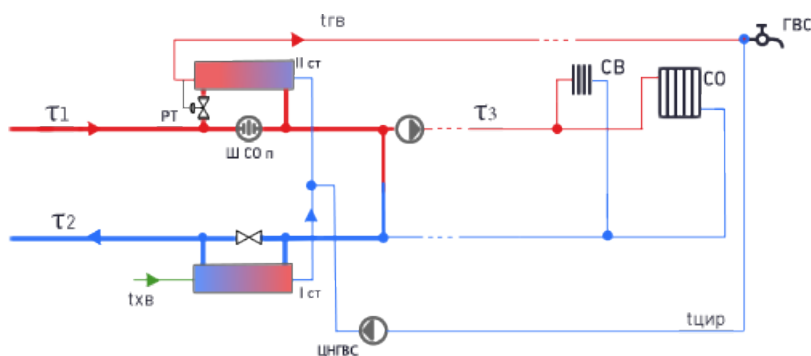 tгв
ГВС
II ст
СВ
СО
τ1
РТ
τ3
Ш СО п
τ2
I ст
tхв
tцир
ЦНГВС